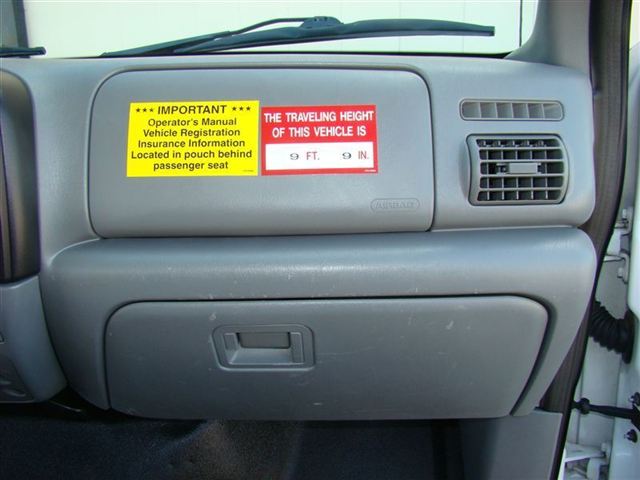 *** IMPORTANT ***
Operator's Manual
Vehicle Registration
Insurance Information
Located in pouch behind
passenger seat
THE TRAVELING HEIGHT
OF THIS VEHICLE IS
9 FT. 9 IN.
AIRBAG